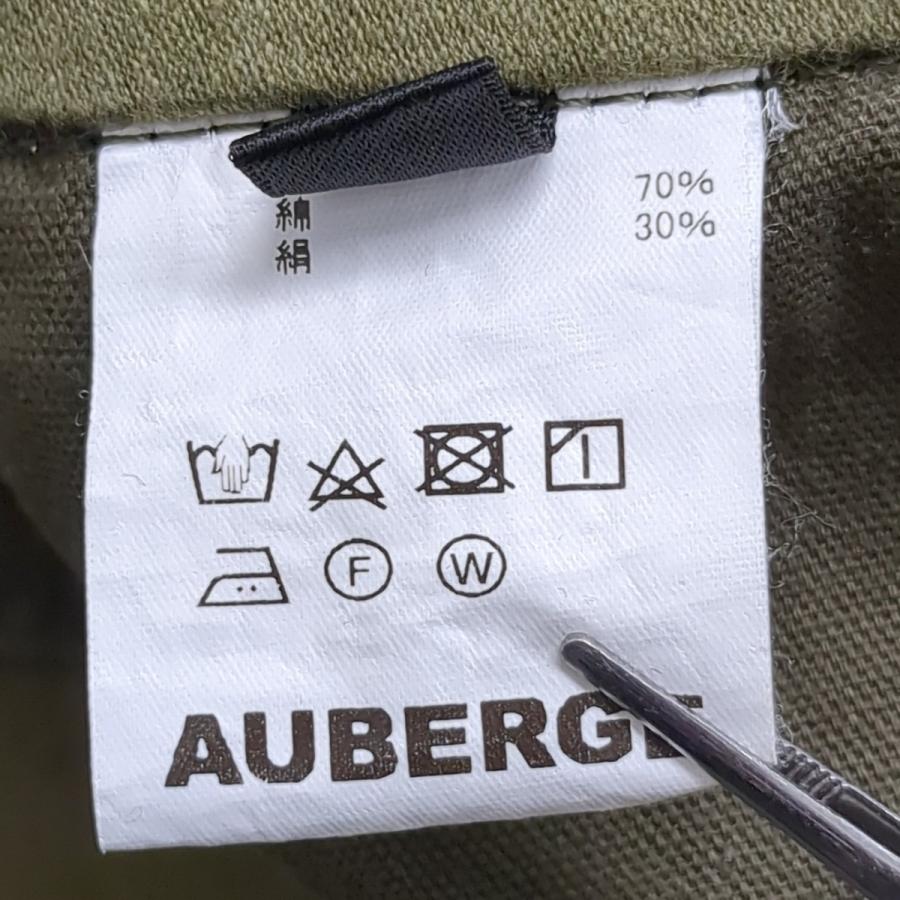 綿 70%
絹 30%
F W
AUBERGE